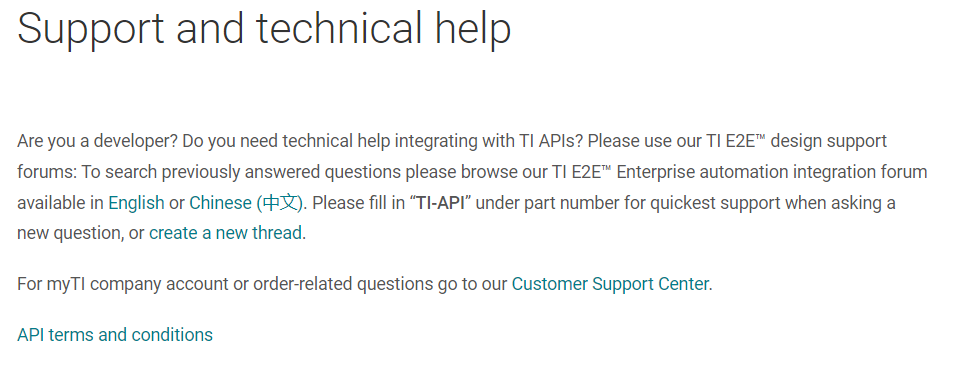 Support and technical help
Are you a developer? Do you need technical help integrating with TI APIs? Please use our TI E2E™ design support
forums: To search previously answered questions please browse our TI E2E™ Enterprise automation integration forum
available in English or Chinese (中文). Please fill in “TI-API” under part number for quickest support when asking a
new question, or create a new thread.
For myTI company account or order-related questions go to our Customer Support Center.
API terms and conditions